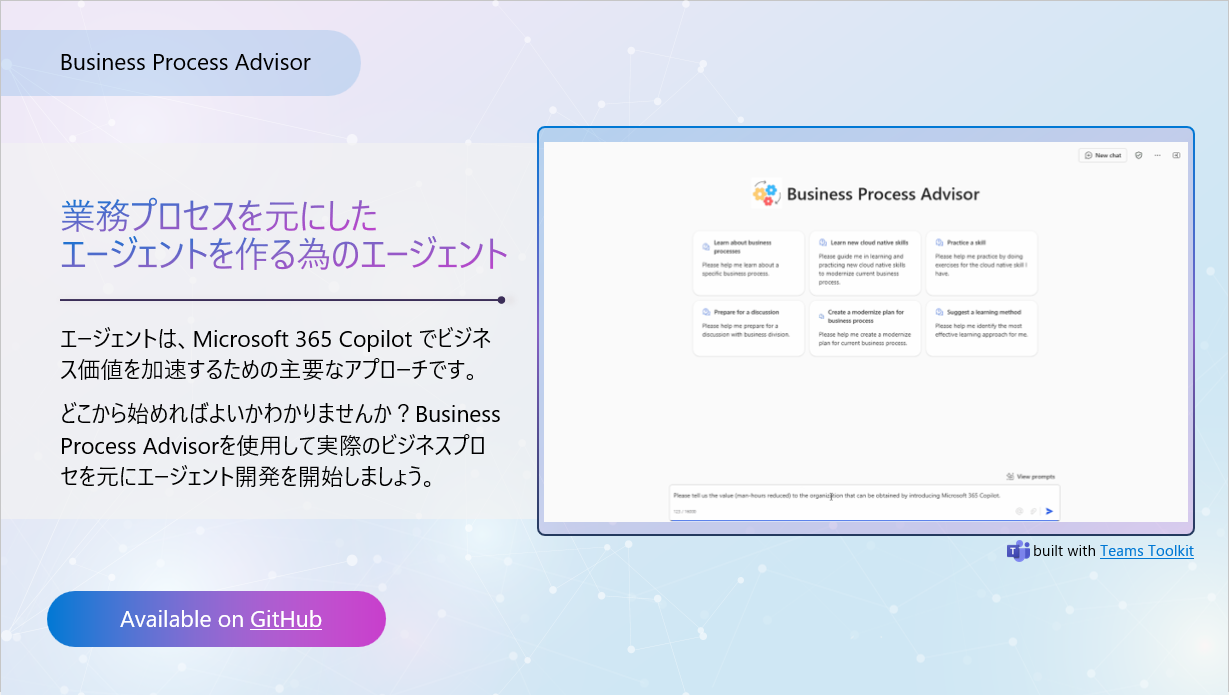 Business Process Advisor
業務プロセスを元にした
エージェントを作る為のエージェント
エージェントは、Microsoft 365 Copilot でビジネ
ス価値を加速するための主要なアプローチです。
どこから始めればよいかわかりませんか？Business
Process Advisorを使用して実際のビジネスプロ
セを元にエージェント開発を開始しましょう。
Available on GitHub
New chat
Business Process Advisor
Learn about business
processes
Please help me learn about a
specific business process.
Learn new cloud native skills
Please guide me in learning and
practicing new cloud native skills
to modernize current business
process.
Practice a skill
Please help me practice by doing
exercises for the cloud native skill I
have.
Prepare for a discussion
Please help me prepare for a
discussion with business division.
Create a modernize plan for
business process
Please help me create a modernize
plan for current business process.
Suggest a learning method
Please help me identify the most
effective learning approach for me.
View prompts
Please tell us the value (man-hours reduced) to the organization that can be obtained by introducing Microsoft 365 Copilot.
built with Teams Toolkit